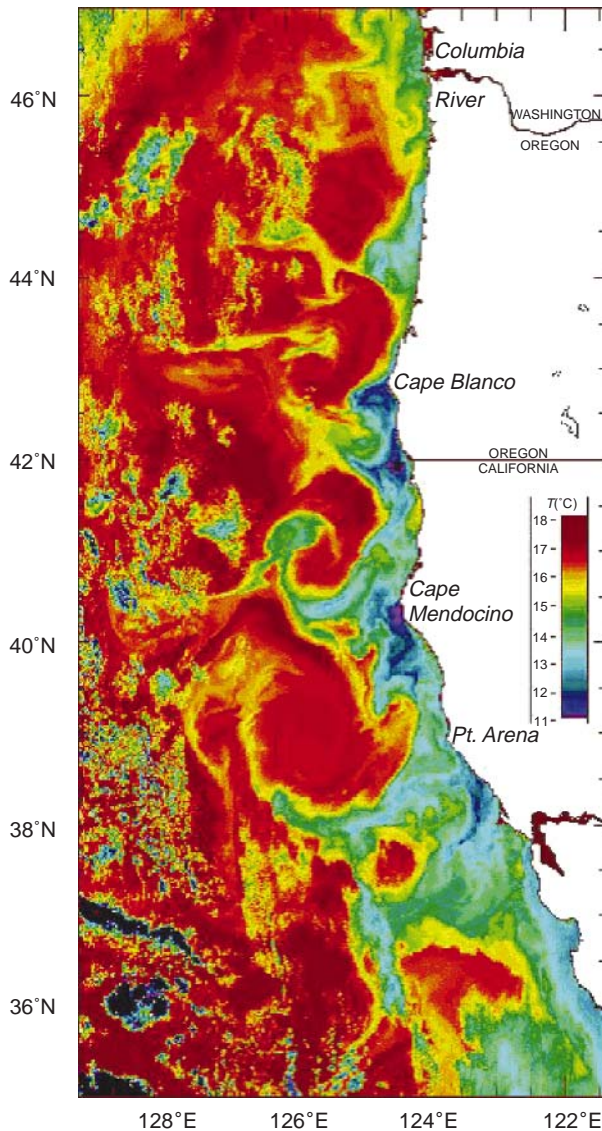 Columbia
River
46°N
WASHINGTON
OREGON
44°N
Cape Blanco
42°N
OREGON
CALIFORNIA
T(°C)
18
17
16
15
14
13
12
11
Cape
Mendocino
40°N
Pt. Arena
38°N
36°N
128°E
126°E
124°E
122°E